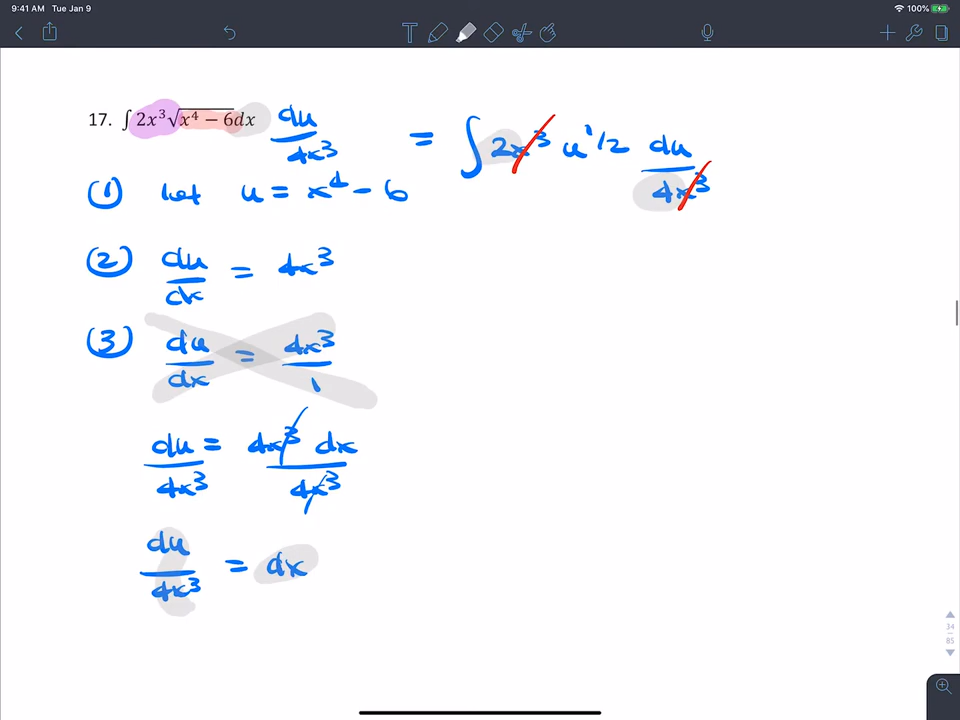 9:41 AM Tue Jan 9
100%
17. ∫ 2x³√(x⁴ − 6)dx du/4x³ = ∫ 2x³ u^1/2 du/4x³
(1) Let u = x⁴ − 6
(2) du/dx = 4x³
(3) du/dx = 4x³/1
du/4x³ = 4x³ dx/4x³
du/4x³ = dx
34
85